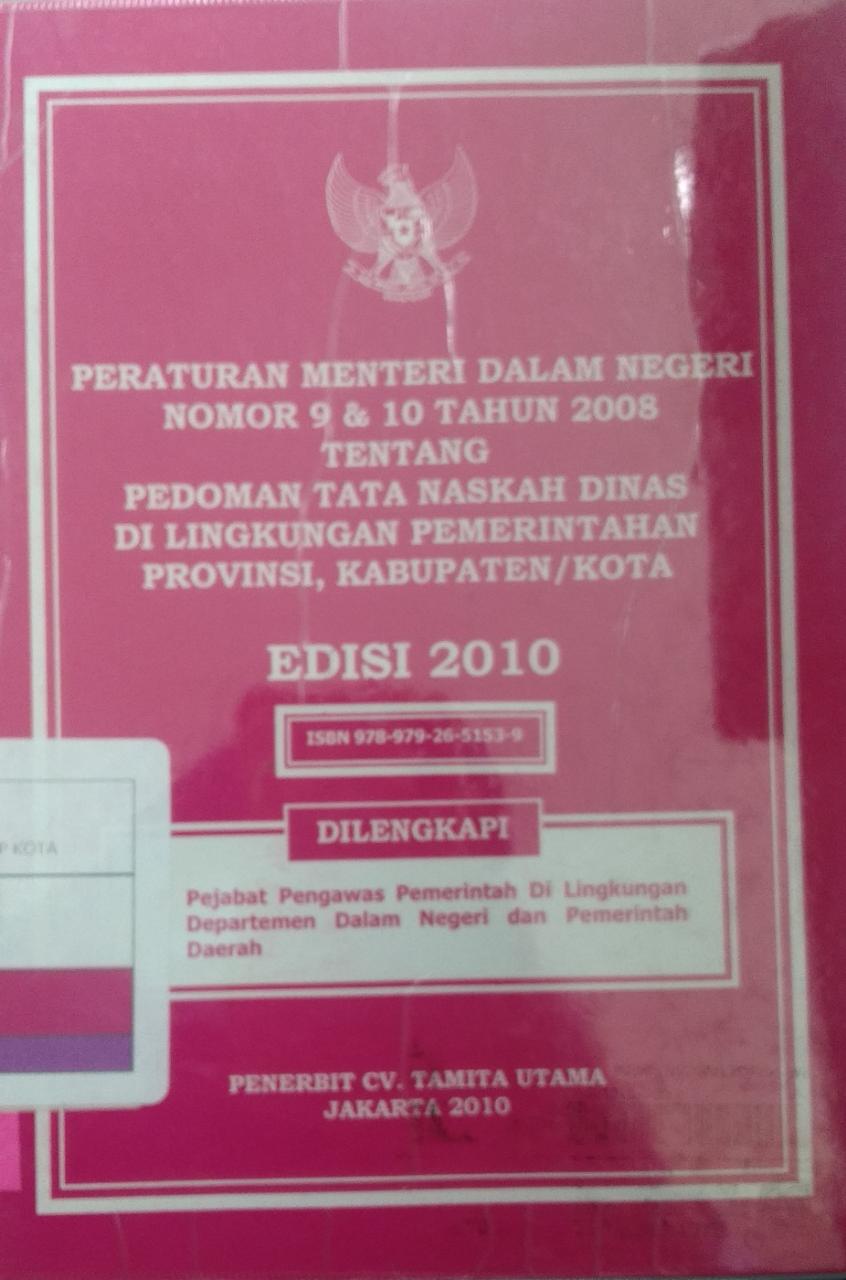 PERATURAN MENTERI DALAM NEGERI
NOMOR 9 & 10 TAHUN 2008
TENTANG
PEDOMAN TATA NASKAH DINAS
DI LINGKUNGAN PEMERINTAHAN
PROVINSI, KABUPATEN/KOTA
EDISI 2010
ISBN 978-979-26-5153-9
DILENGKAPI
P KOTA
Pejabat Pengawas Pemerintah Di Lingkungan
Departemen Dalam Negeri dan Pemerintah
Daerah
PENERBIT CV. TAMITA UTAMA
JAKARTA 2010